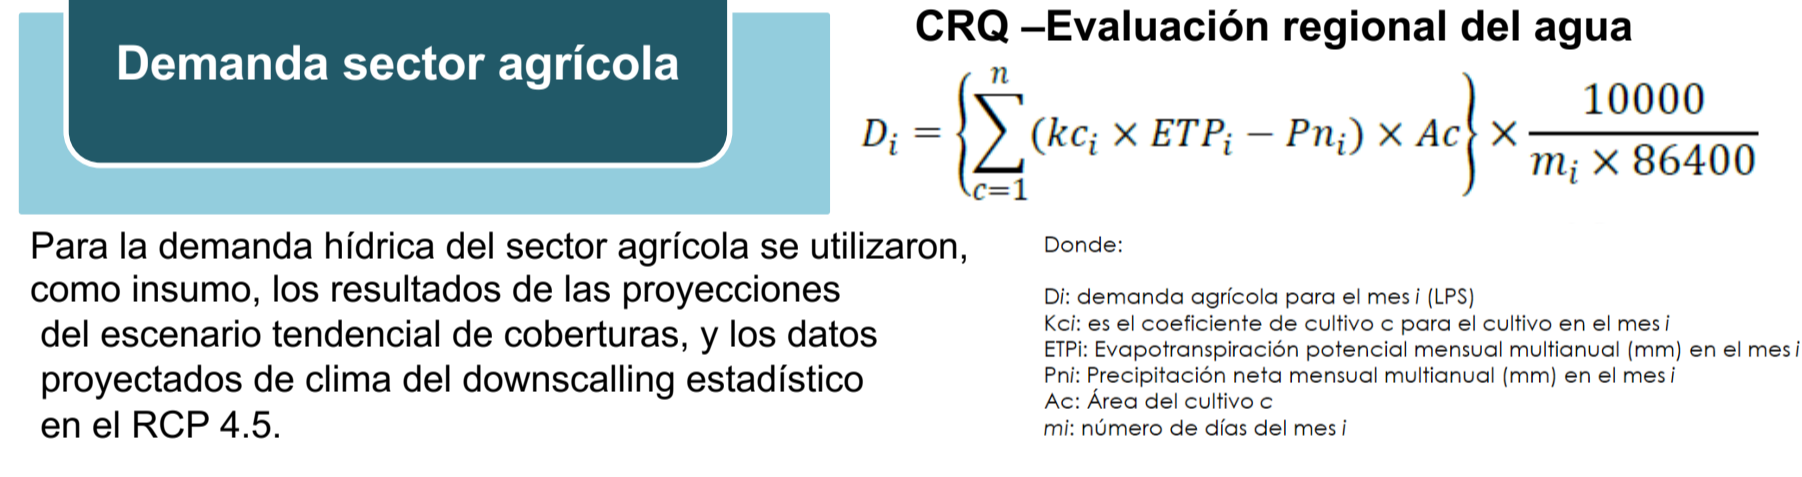 Demanda sector agrícola
Para la demanda hídrica del sector agrícola se utilizaron,
como insumo, los resultados de las proyecciones
del escenario tendencial de coberturas, y los datos
proyectados de clima del downscalling estadístico
en el RCP 4.5.
CRQ –Evaluación regional del agua
D_i = { ∑_{c=1}^{n} (kc_i × ETP_i − Pn_i) × Ac } × 10000 / (m_i × 86400)
Donde:
Di: demanda agrícola para el mes i (LPS)
Kci: es el coeficiente de cultivo c para el cultivo en el mes i
ETPi: Evapotranspiración potencial mensual multianual (mm) en el mes i
Pni: Precipitación neta mensual multianual (mm) en el mes i
Ac: Área del cultivo c
mi: número de días del mes i